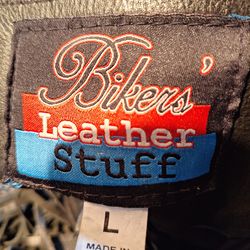 Bikers'
Leather
Stuff
L
MADE IN